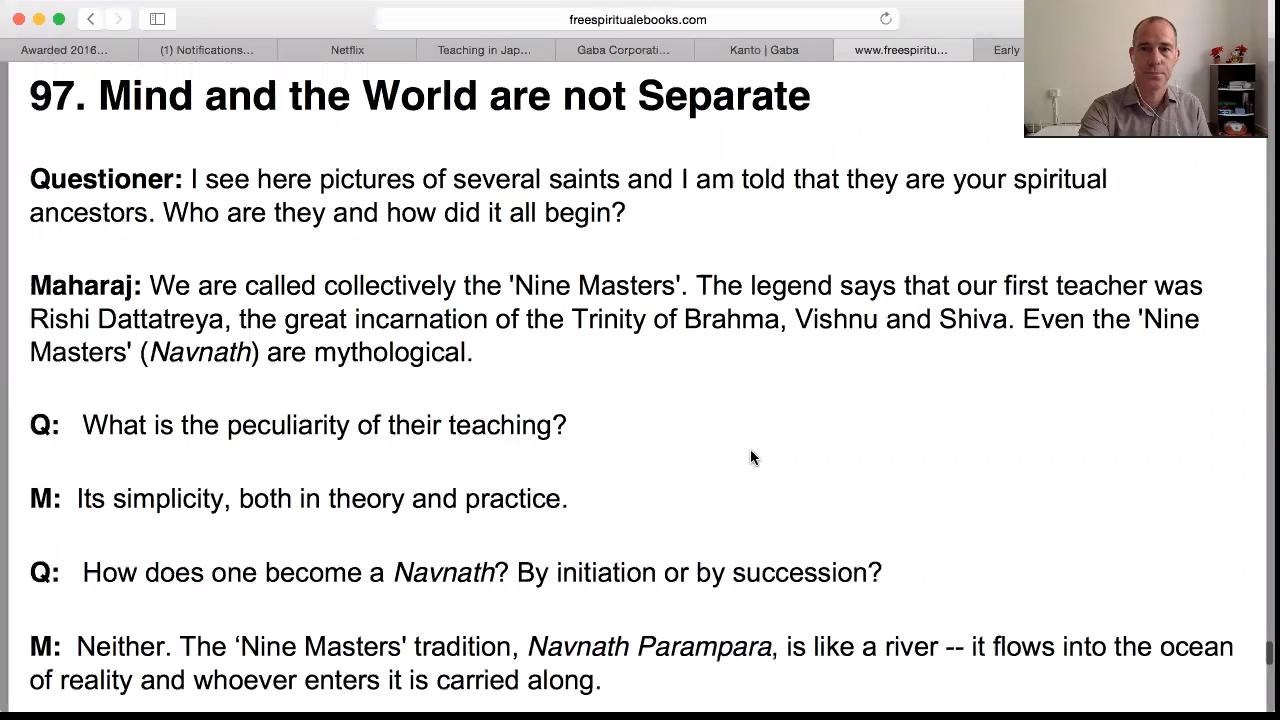 freespiritualebooks.com
Awarded 2016...
(1) Notifications...
Netflix
Teaching in Jap...
Gaba Corporati...
Kanto | Gaba
www.freespiritu...
Early
97. Mind and the World are not Separate
Questioner: I see here pictures of several saints and I am told that they are your spiritual
ancestors. Who are they and how did it all begin?
Maharaj: We are called collectively the 'Nine Masters'. The legend says that our first teacher was
Rishi Dattatreya, the great incarnation of the Trinity of Brahma, Vishnu and Shiva. Even the 'Nine
Masters' (Navnath) are mythological.
Q: What is the peculiarity of their teaching?
M: Its simplicity, both in theory and practice.
Q: How does one become a Navnath? By initiation or by succession?
M: Neither. The ‘Nine Masters' tradition, Navnath Parampara, is like a river -- it flows into the ocean
of reality and whoever enters it is carried along.